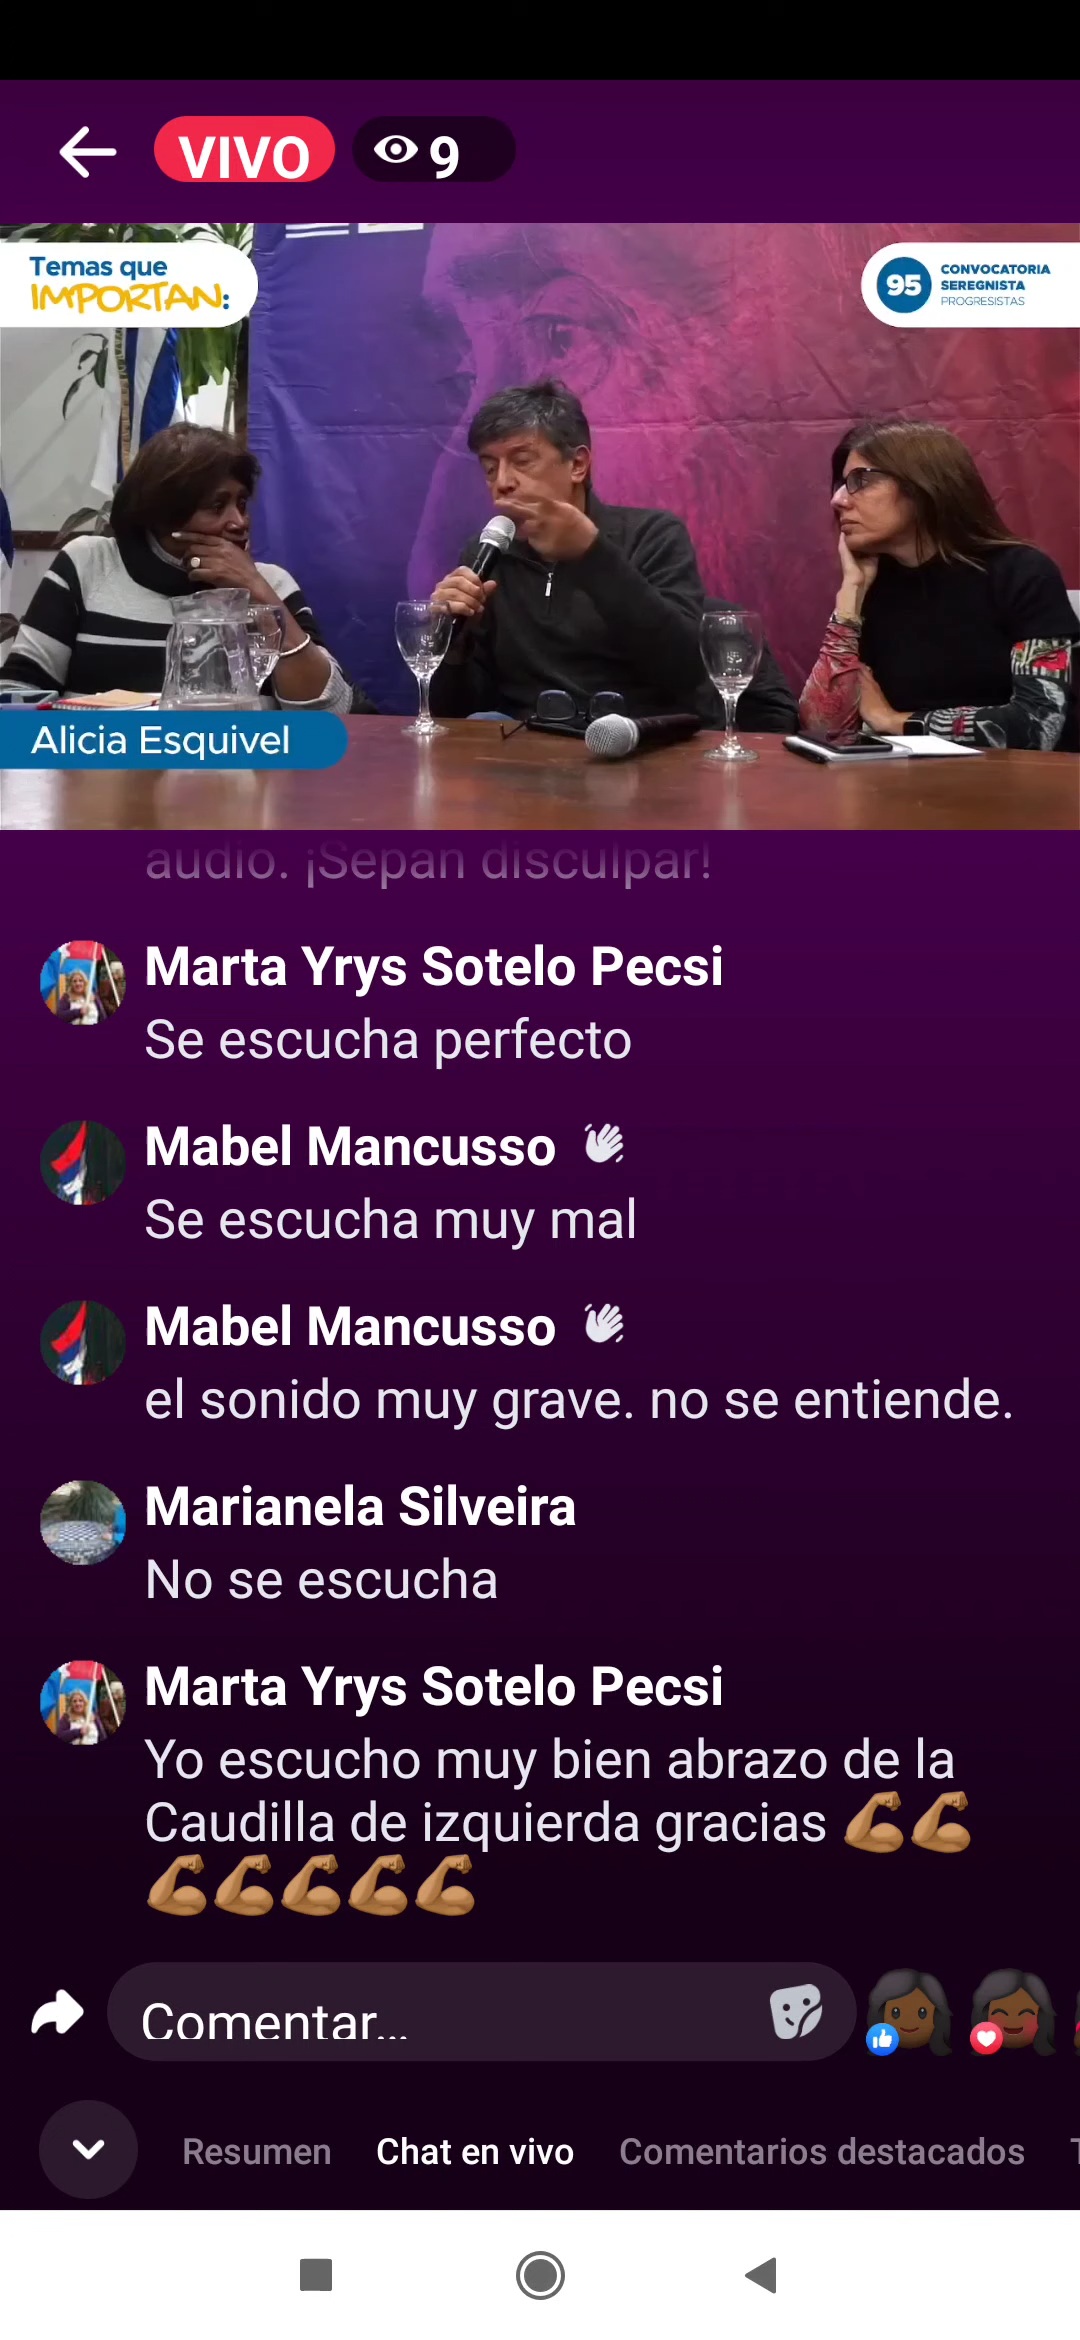 VIVO
9
Temas que
IMPORTAN:
95
CONVOCATORIA
SEREGNISTA
PROGRESISTAS
Alicia Esquivel
audio. ¡Sepan disculpar!
Marta Yrys Sotelo Pecsi
Se escucha perfecto
Mabel Mancusso 👋
Se escucha muy mal
Mabel Mancusso 👋
el sonido muy grave. no se entiende.
Marianela Silveira
No se escucha
Marta Yrys Sotelo Pecsi
Yo escucho muy bien abrazo de la
Caudilla de izquierda gracias 💪🏽💪🏽
💪🏽💪🏽💪🏽💪🏽💪🏽
Comentar...
Resumen
Chat en vivo
Comentarios destacados